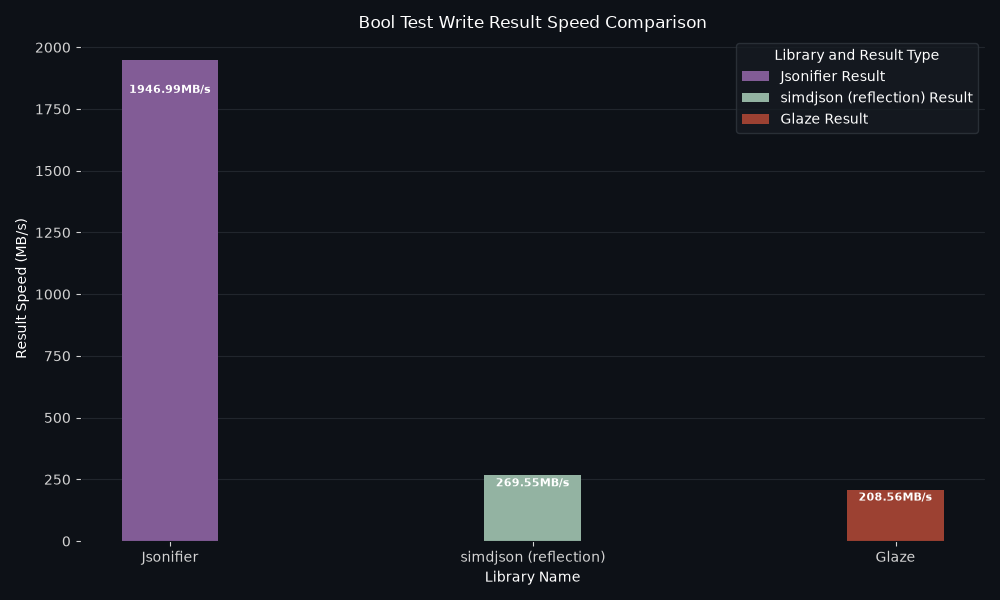 Bool Test Write Result Speed Comparison
Library and Result Type
Jsonifier Result
simdjson (reflection) Result
Glaze Result
Result Speed (MB/s)
2000
1750
1500
1250
1000
750
500
250
0
1946.99MB/s
269.55MB/s
208.56MB/s
Jsonifier
simdjson (reflection)
Glaze
Library Name